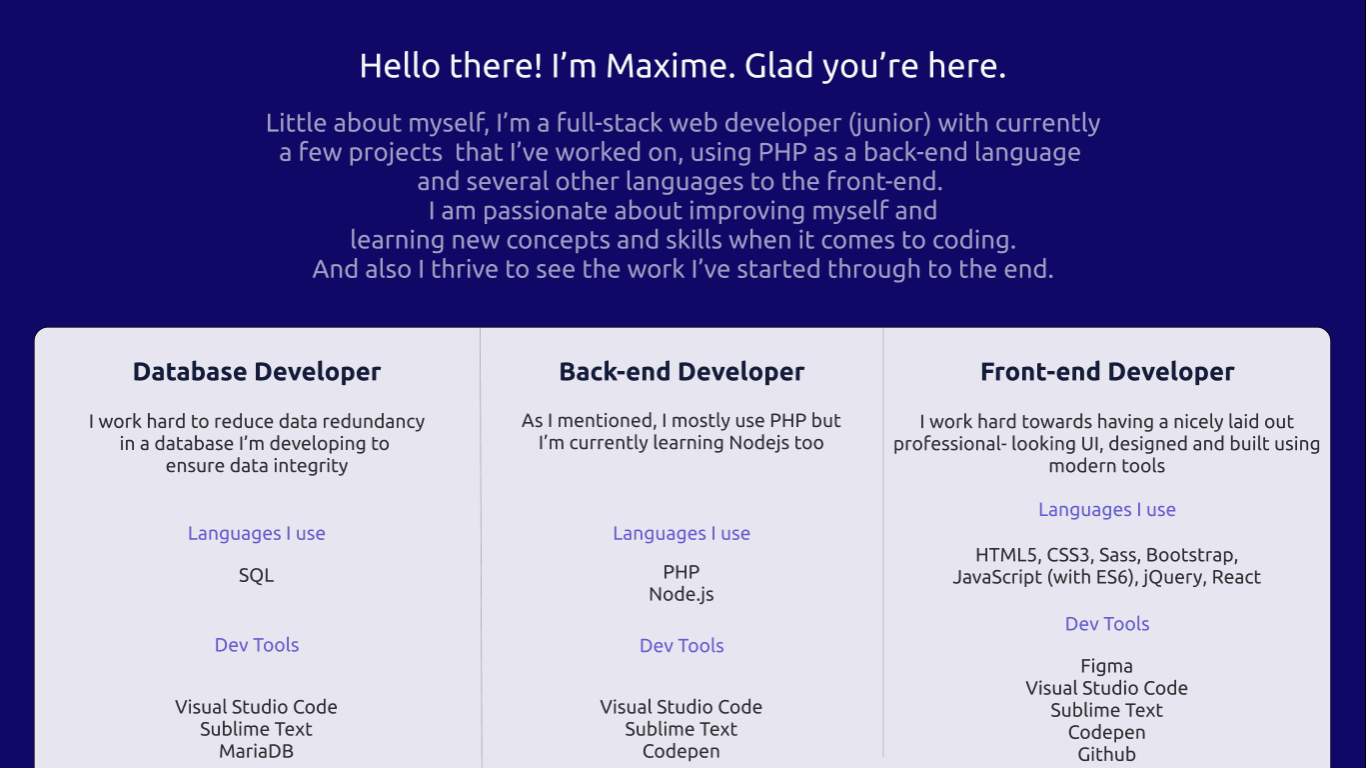 Hello there! I’m Maxime. Glad you’re here.
Little about myself, I’m a full-stack web developer (junior) with currently
a few projects  that I’ve worked on, using PHP as a back-end language
and several other languages to the front-end.
I am passionate about improving myself and
learning new concepts and skills when it comes to coding.
And also I thrive to see the work I’ve started through to the end.
Database Developer
I work hard to reduce data redundancy
in a database I’m developing to
ensure data integrity
Languages I use
SQL
Dev Tools
Visual Studio Code
Sublime Text
MariaDB
Back-end Developer
As I mentioned, I mostly use PHP but
I’m currently learning Nodejs too
Languages I use
PHP
Node.js
Dev Tools
Visual Studio Code
Sublime Text
Codepen
Front-end Developer
I work hard towards having a nicely laid out
professional- looking UI, designed and built using
modern tools
Languages I use
HTML5, CSS3, Sass, Bootstrap,
JavaScript (with ES6), jQuery, React
Dev Tools
Figma
Visual Studio Code
Sublime Text
Codepen
Github